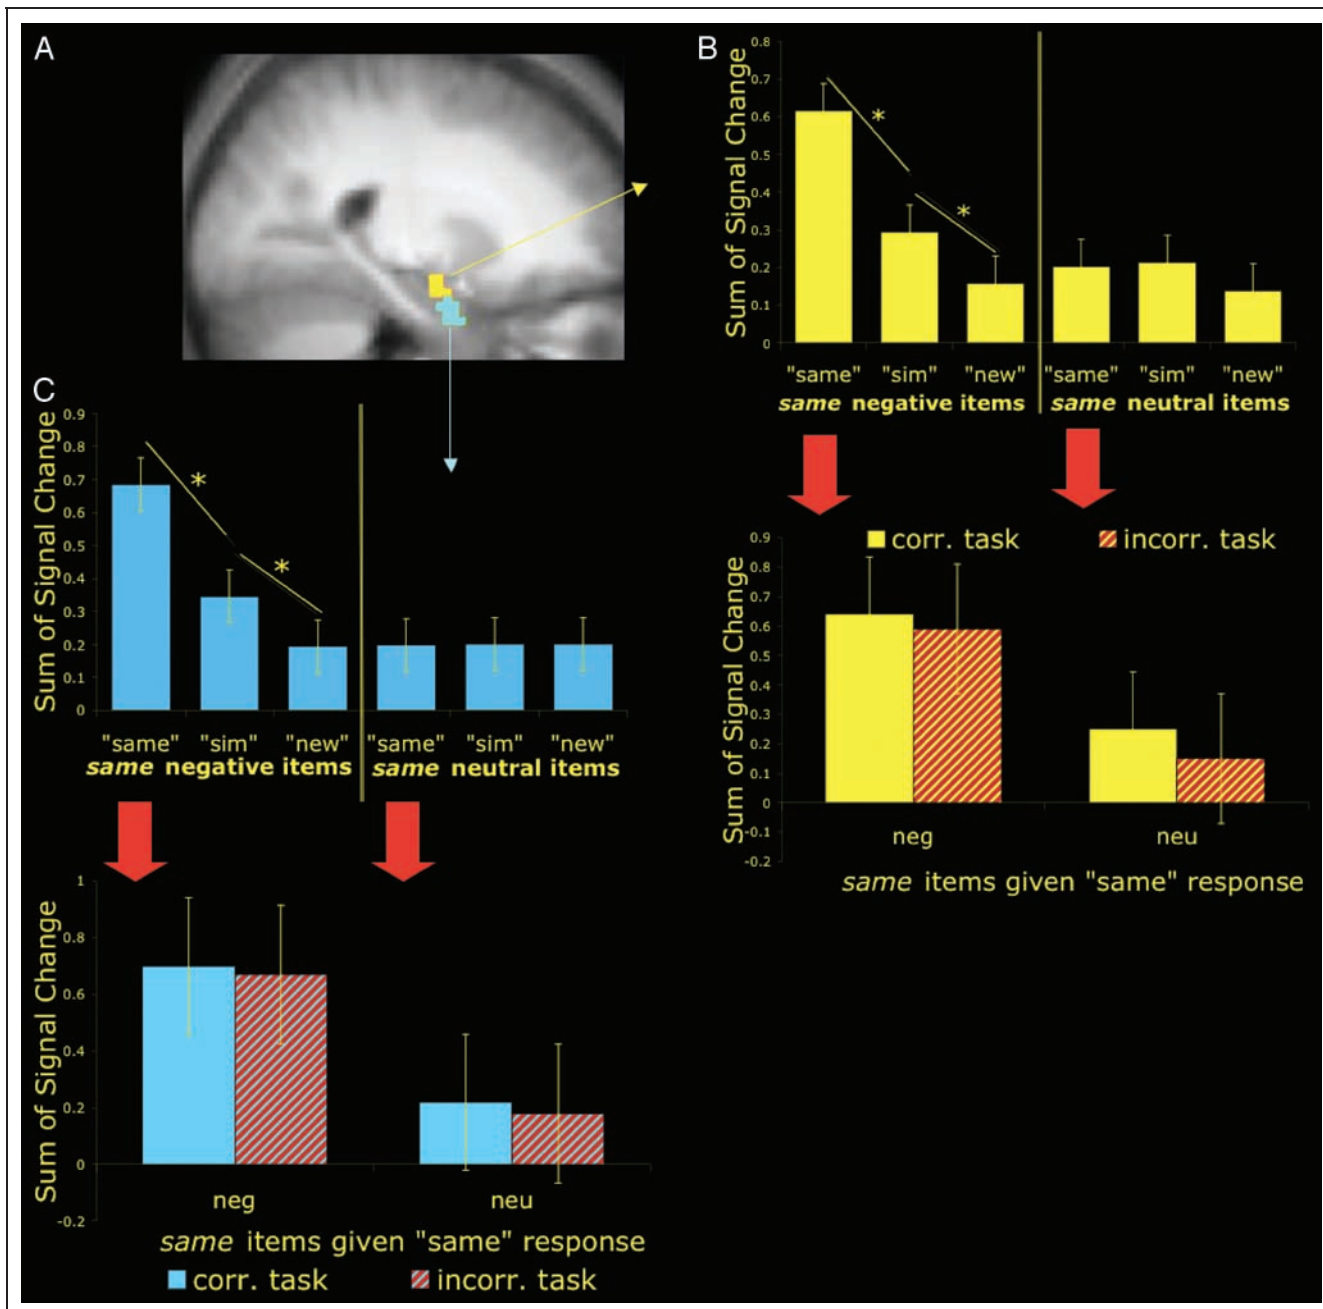 A
B
Sum of Signal Change
0.8
0.7
0.6
0.5
0.4
0.3
0.2
0.1
0
*
*
"same" "sim" "new" "same" "sim" "new"
same negative items same neutral items
C
Sum of Signal Change
0.9
0.8
0.7
0.6
0.5
0.4
0.3
0.2
0.1
0
*
*
"same" "sim" "new" "same" "sim" "new"
same negative items same neutral items
Sum of Signal Change
0.9
0.8
0.7
0.6
0.5
0.4
0.3
0.2
0.1
0
-0.1
-0.2
corr. task incorr. task
neg neu
same items given "same" response
Sum of Signal Change
1
0.8
0.6
0.4
0.2
0
-0.2
neg neu
same items given "same" response
corr. task incorr. task